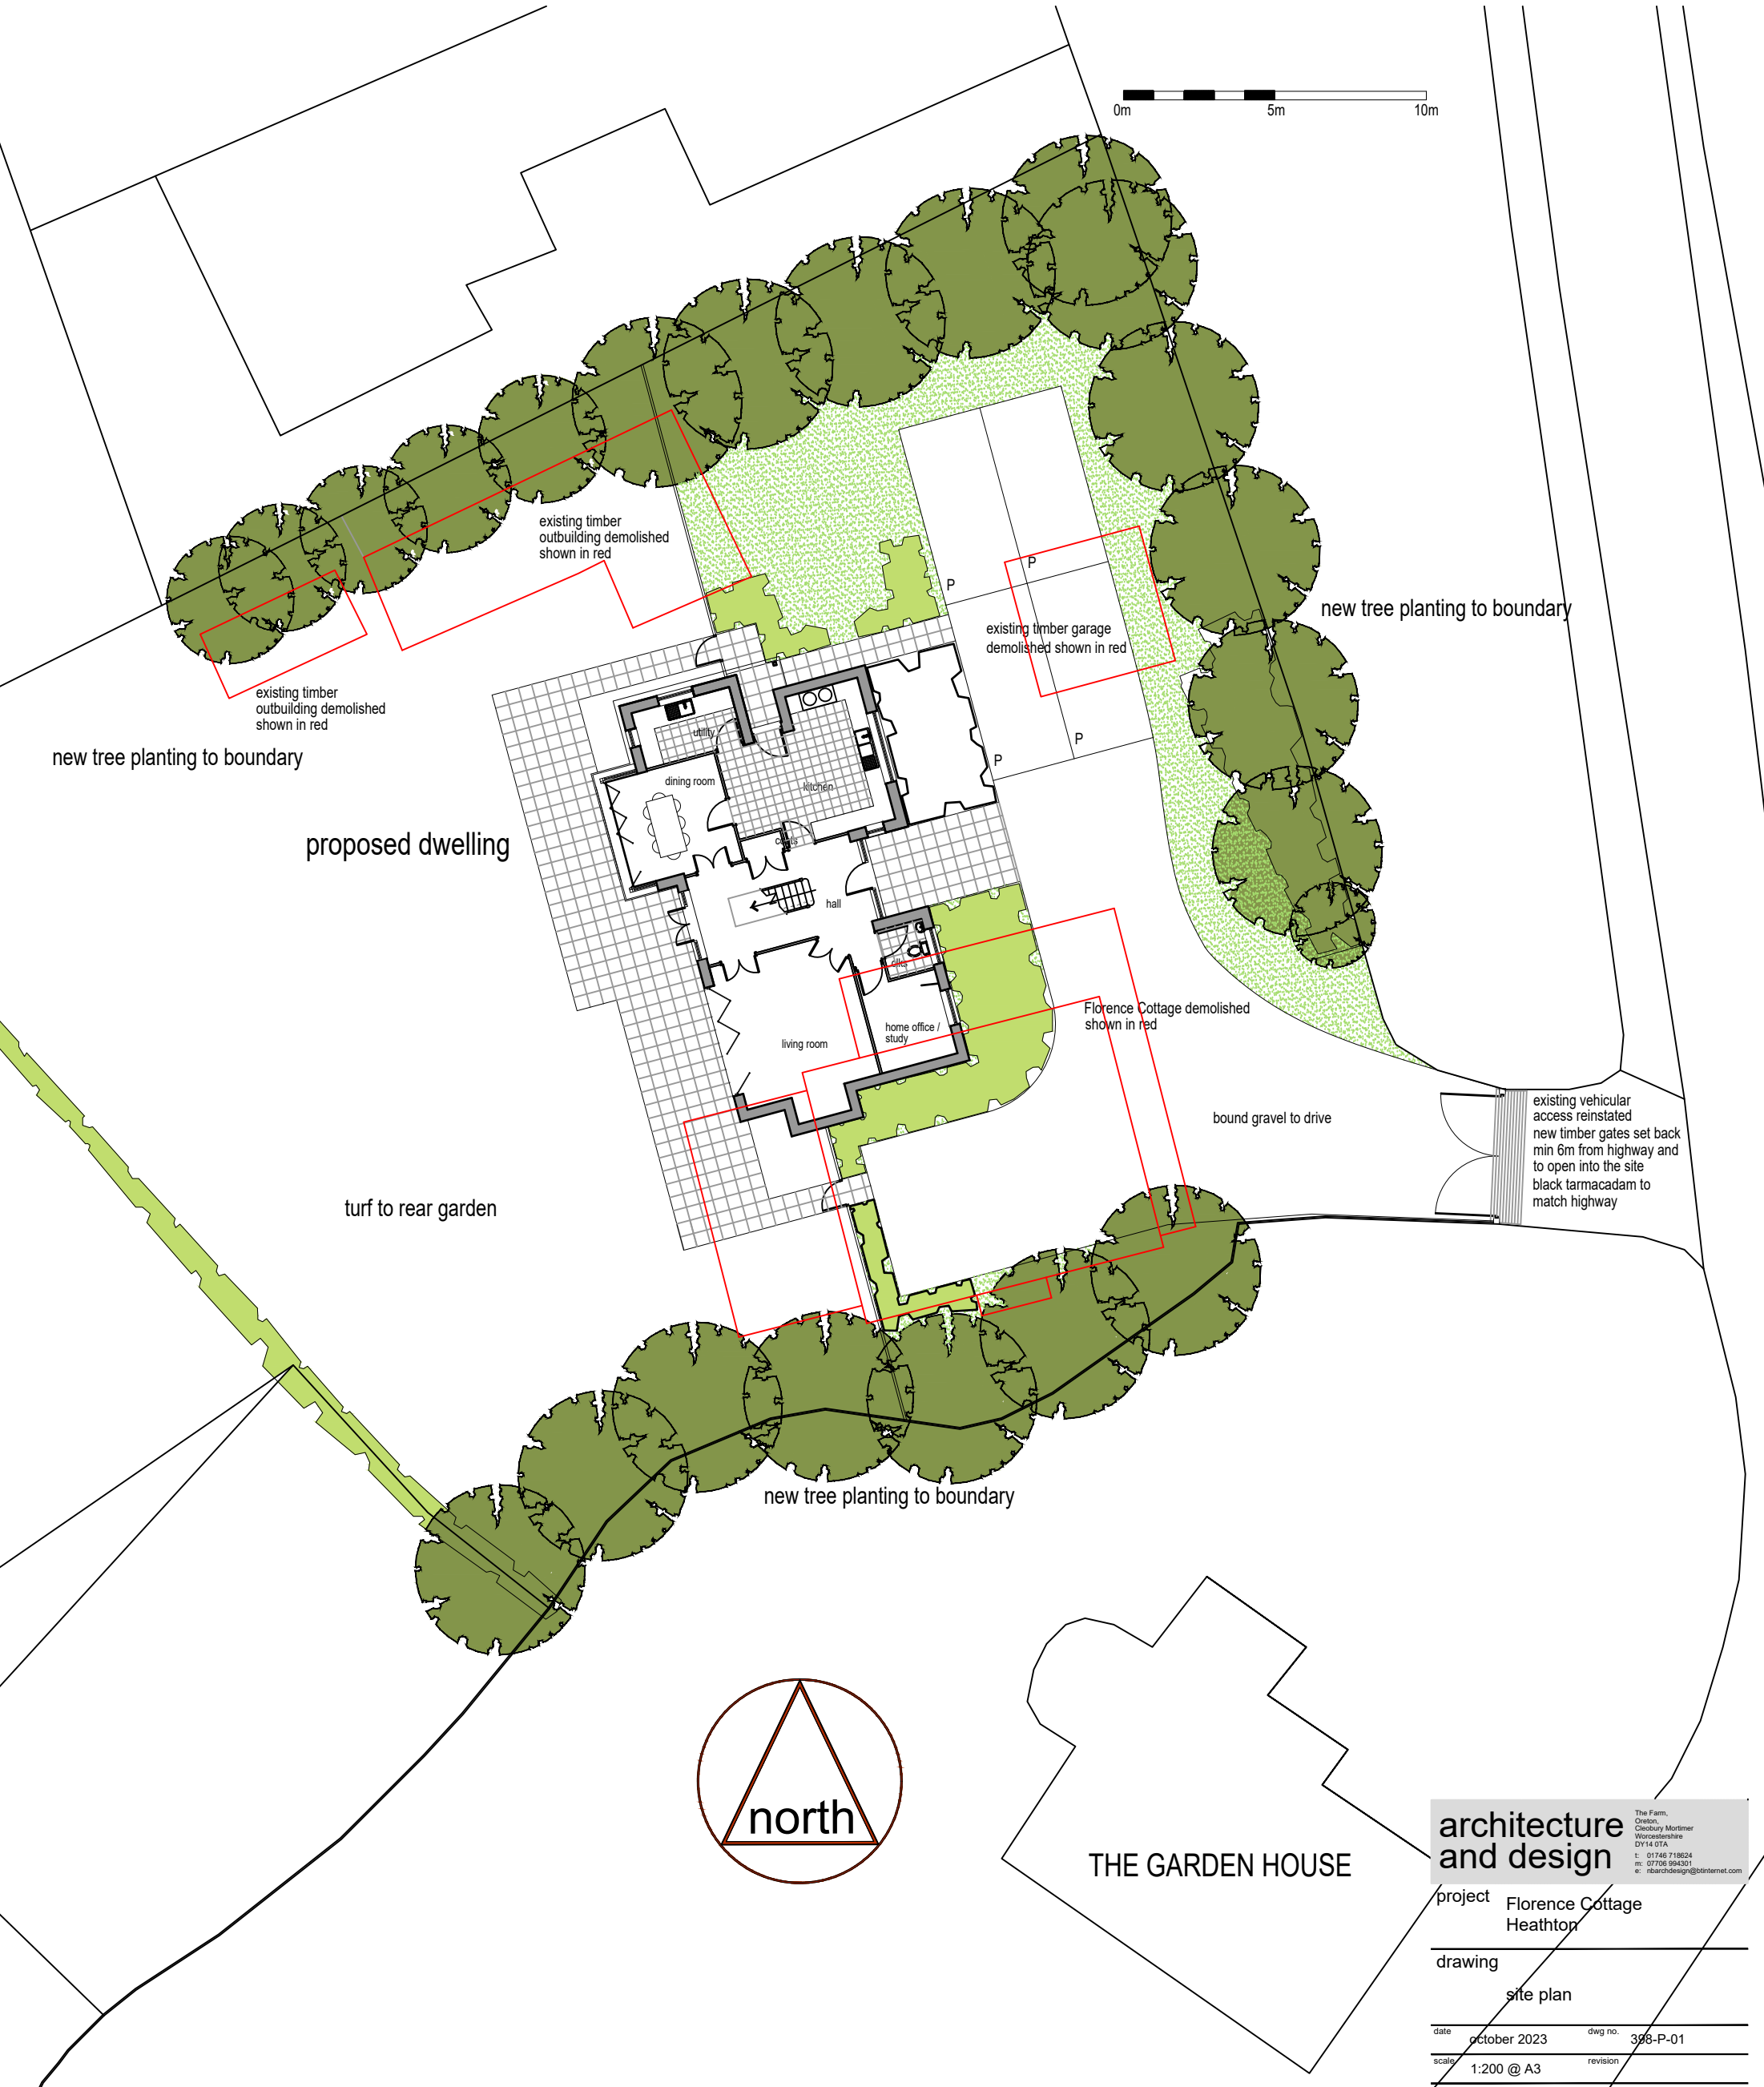 0m
5m
10m
existing timber
outbuilding demolished
shown in red
existing timber
outbuilding demolished
shown in red
new tree planting to boundary
P
P
existing timber garage
demolished shown in red
new tree planting to boundary
P
P
utility
dining room
kitchen
proposed dwelling
hall
home office /
study
living room
Florence Cottage demolished
shown in red
bound gravel to drive
existing vehicular
access reinstated
new timber gates set back
min 6m from highway and
to open into the site
black tarmacadam to
match highway
turf to rear garden
new tree planting to boundary
north
THE GARDEN HOUSE
architecture
and design
The Farm,
Oreton,
Cleobury Mortimer
Worcestershire
DY14 0TA
t: 01746 718624
m: 07706 994301
e: nbarchdesign@btinternet.com
project
Florence Cottage
Heathton
drawing
site plan
date
october 2023
dwg no.
398-P-01
scale
1:200 @ A3
revision